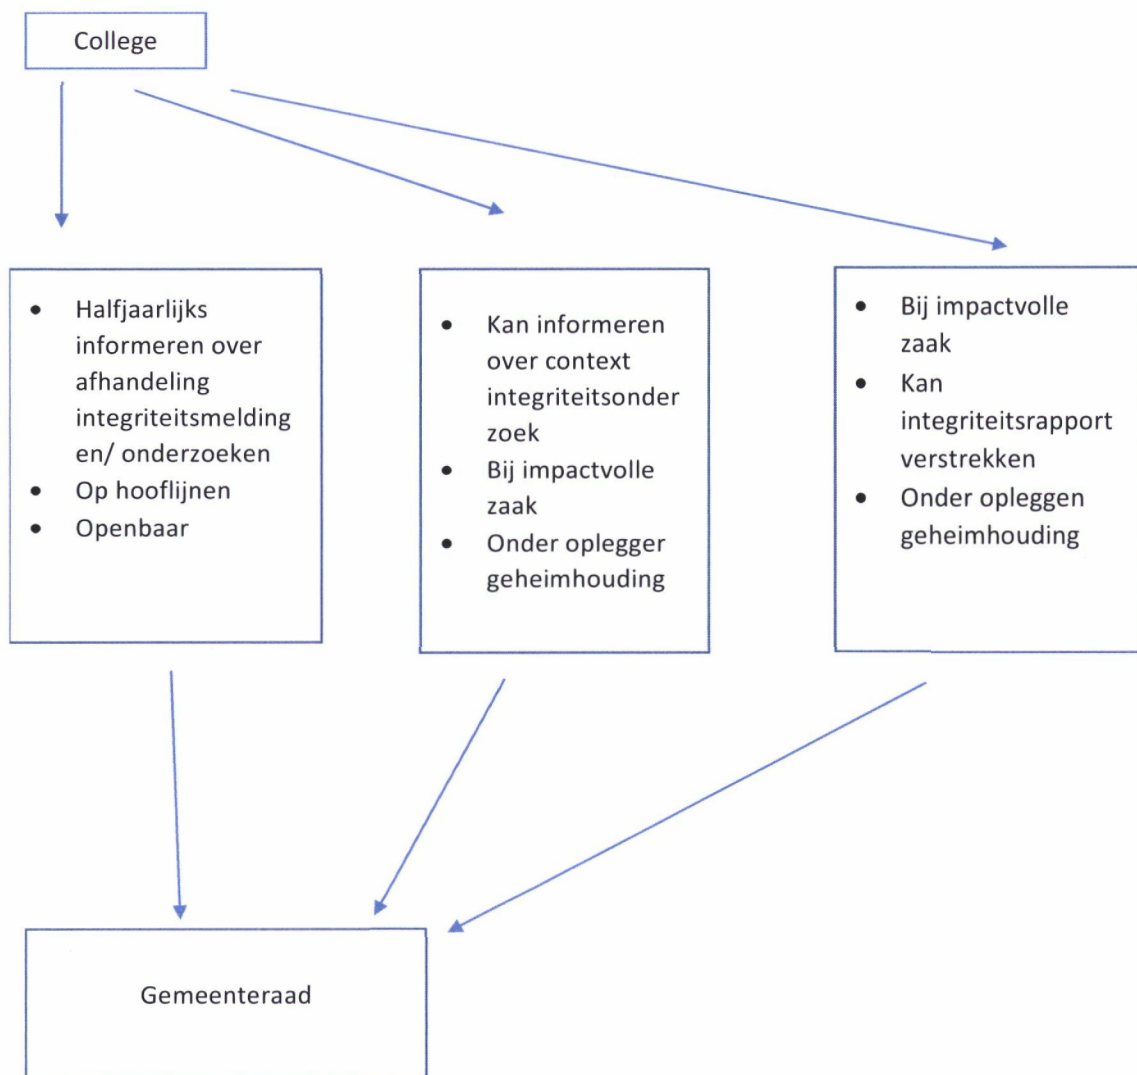 College
• Halfjaarlijks
informeren over
afhandeling
integriteitsmelding
en/ onderzoeken
• Op hooflijnen
• Openbaar
• Kan informeren
over context
integriteitsonder
zoek
• Bij impactvolle
zaak
• Onder oplegger
geheimhouding
• Bij impactvolle
zaak
• Kan
integriteitsrapport
verstrekken
• Onder opleggen
geheimhouding
Gemeenteraad